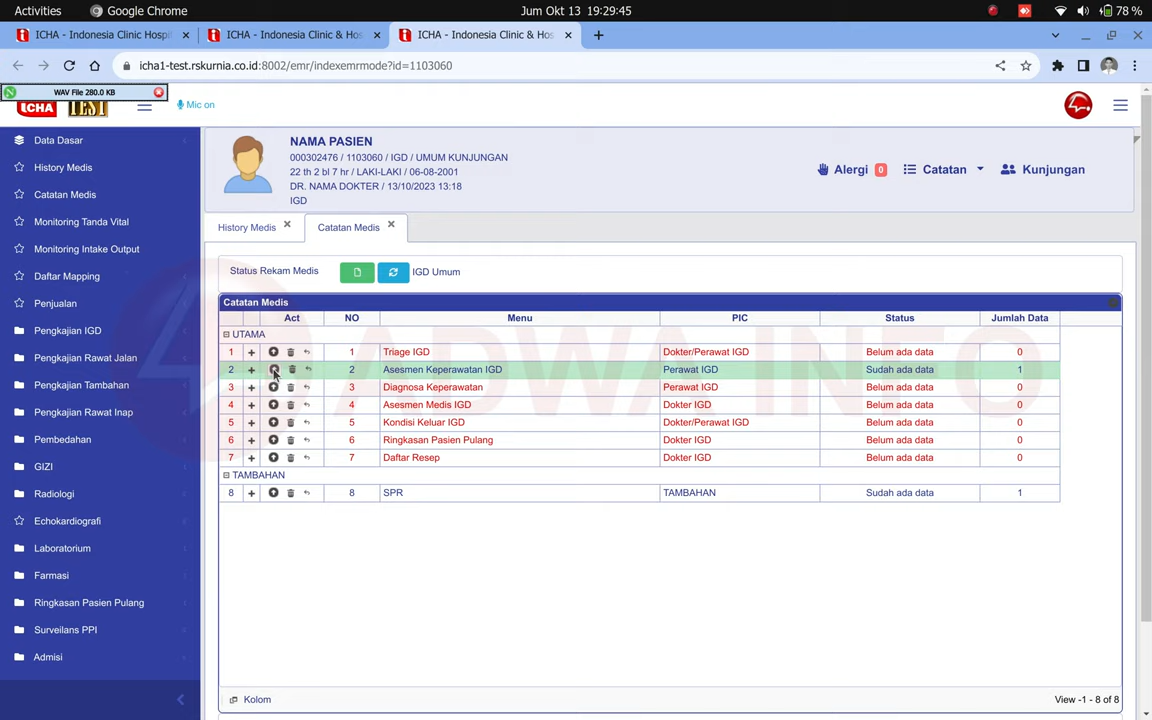 Activities
Google Chrome
Jum Okt 13 19:29:45
78 %
ICHA - Indonesia Clinic Hospit
ICHA - Indonesia Clinic & Hos
ICHA - Indonesia Clinic & Hos
icha1-test.rskurnia.co.id:8002/emr/indexemrmode?id=1103060
WAV File 280.0 KB
ICHA TEST
Mic on
Data Dasar
History Medis
Catatan Medis
Monitoring Tanda Vital
Monitoring Intake Output
Daftar Mapping
Penjualan
Pengkajian IGD
Pengkajian Rawat Jalan
Pengkajian Tambahan
Pengkajian Rawat Inap
Pembedahan
GIZI
Radiologi
Echokardiografi
Laboratorium
Farmasi
Ringkasan Pasien Pulang
Surveilans PPI
Admisi
NAMA PASIEN
000302476 / 1103060 / IGD / UMUM KUNJUNGAN
22 th 2 bl 7 hr / LAKI-LAKI / 06-08-2001
DR. NAMA DOKTER / 13/10/2023 13:18
IGD
Alergi 0 Catatan Kunjungan
History Medis Catatan Medis
Status Rekam Medis IGD Umum
Catatan Medis
Act NO Menu PIC Status Jumlah Data
UTAMA
1 1 Triage IGD Dokter/Perawat IGD Belum ada data 0
2 2 Asesmen Keperawatan IGD Perawat IGD Sudah ada data 1
3 3 Diagnosa Keperawatan Perawat IGD Belum ada data 0
4 4 Asesmen Medis IGD Dokter IGD Belum ada data 0
5 5 Kondisi Keluar IGD Dokter/Perawat IGD Belum ada data 0
6 6 Ringkasan Pasien Pulang Dokter IGD Belum ada data 0
7 7 Daftar Resep Dokter IGD Belum ada data 0
TAMBAHAN
8 8 SPR TAMBAHAN Sudah ada data 1
ADWA INFO
Kolom
View -1 - 8 of 8